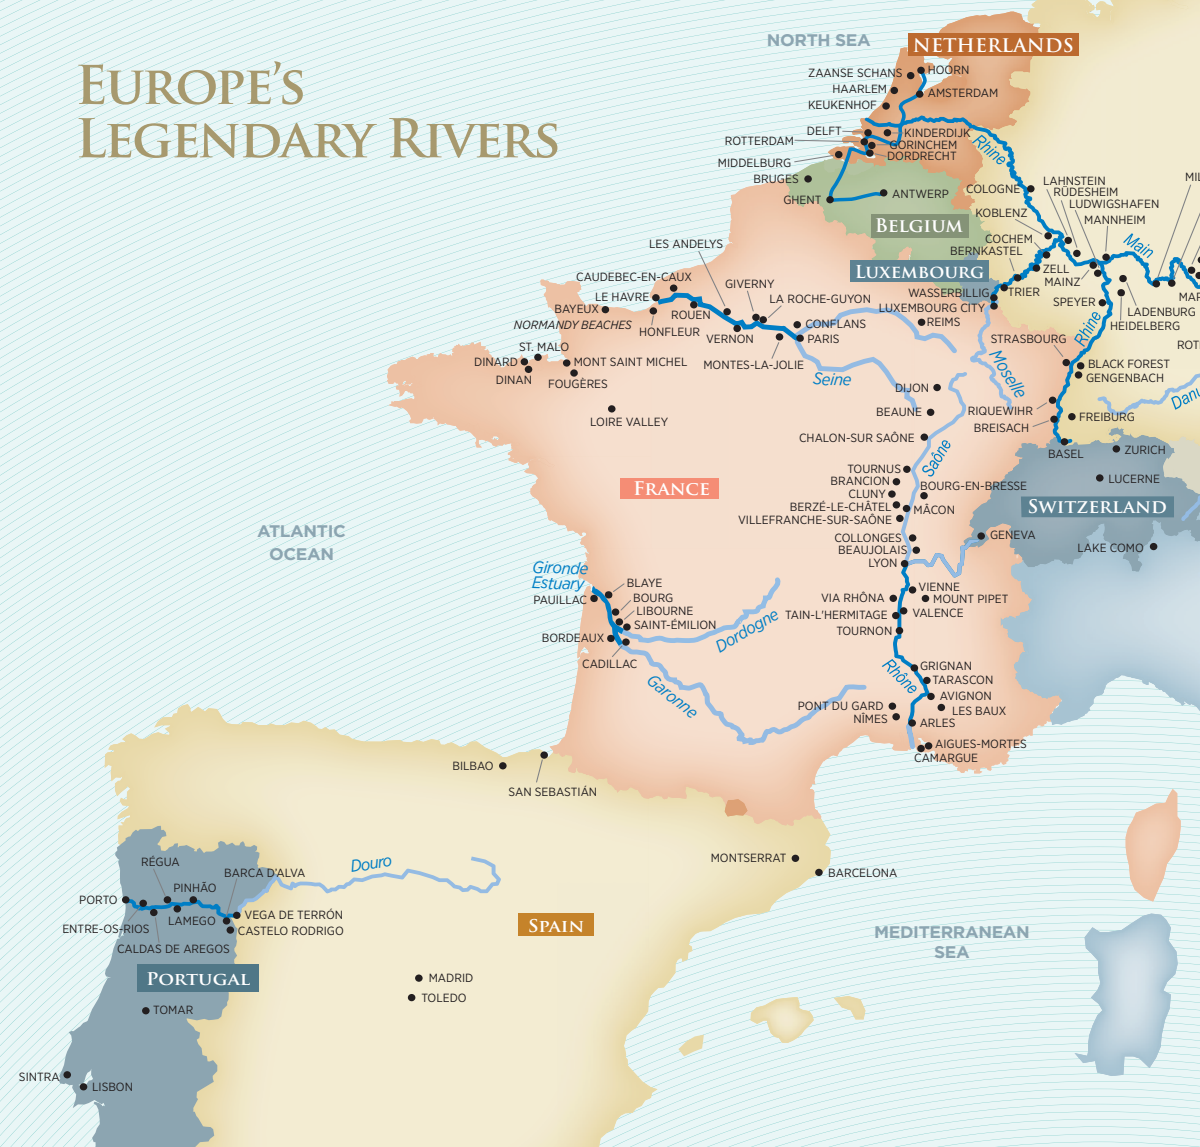 EUROPE'S
LEGENDARY RIVERS
NORTH SEA
NETHERLANDS
ZAANSE SCHANS
HOORN
HAARLEM
AMSTERDAM
KEUKENHOF
DELFT
KINDERDIJK
ROTTERDAM
GORINCHEM
DORDRECHT
MIDDELBURG
Rhine
BRUGES
GHENT
ANTWERP
COLOGNE
LAHNSTEIN
RÜDESHEIM
LUDWIGSHAFEN
MANNHEIM
KOBLENZ
BELGIUM
COCHEM
BERNKASTEL
Main
LUXEMBOURG
ZELL
MAINZ
WASSERBILLIG
TRIER
LUXEMBOURG CITY
SPEYER
LADENBURG
HEIDELBERG
REIMS
STRASBOURG
Rhine
LES ANDELYS
CAUDEBEC-EN-CAUX
GIVERNY
LE HAVRE
LA ROCHE-GUYON
BAYEUX
ROUEN
NORMANDY BEACHES
HONFLEUR
VERNON
CONFLANS
PARIS
MONTES-LA-JOLIE
ST. MALO
DINARD
MONT SAINT MICHEL
DINAN
FOUGÈRES
Seine
Moselle
BLACK FOREST
GENGENBACH
DIJON
LOIRE VALLEY
BEAUNE
RIQUEWIHR
FREIBURG
BREISACH
CHALON-SUR SAÔNE
BASEL
ZURICH
Saône
TOURNUS
BRANCION
LUCERNE
CLUNY
BOURG-EN-BRESSE
FRANCE
BERZÉ-LE-CHÂTEL
MÂCON
SWITZERLAND
VILLEFRANCHE-SUR-SAÔNE
ATLANTIC
OCEAN
COLLONGES
GENEVA
BEAUJOLAIS
LAKE COMO
LYON
Gironde
Estuary
BLAYE
VIENNE
PAUILLAC
BOURG
VIA RHÔNA
MOUNT PIPET
LIBOURNE
TAIN-L'HERMITAGE
VALENCE
SAINT-ÉMILION
TOURNON
BORDEAUX
Dordogne
CADILLAC
GRIGNAN
Rhône
TARASCON
Garonne
AVIGNON
PONT DU GARD
LES BAUX
NÎMES
ARLES
AIGUES-MORTES
CAMARGUE
BILBAO
SAN SEBASTIÁN
MONTSERRAT
BARCELONA
RÉGUA
BARCA D'ALVA
Douro
PINHÃO
PORTO
VEGA DE TERRÓN
LAMEGO
ENTRE-OS-RIOS
CASTELO RODRIGO
CALDAS DE AREGOS
SPAIN
MEDITERRANEAN
SEA
PORTUGAL
MADRID
TOLEDO
TOMAR
SINTRA
LISBON